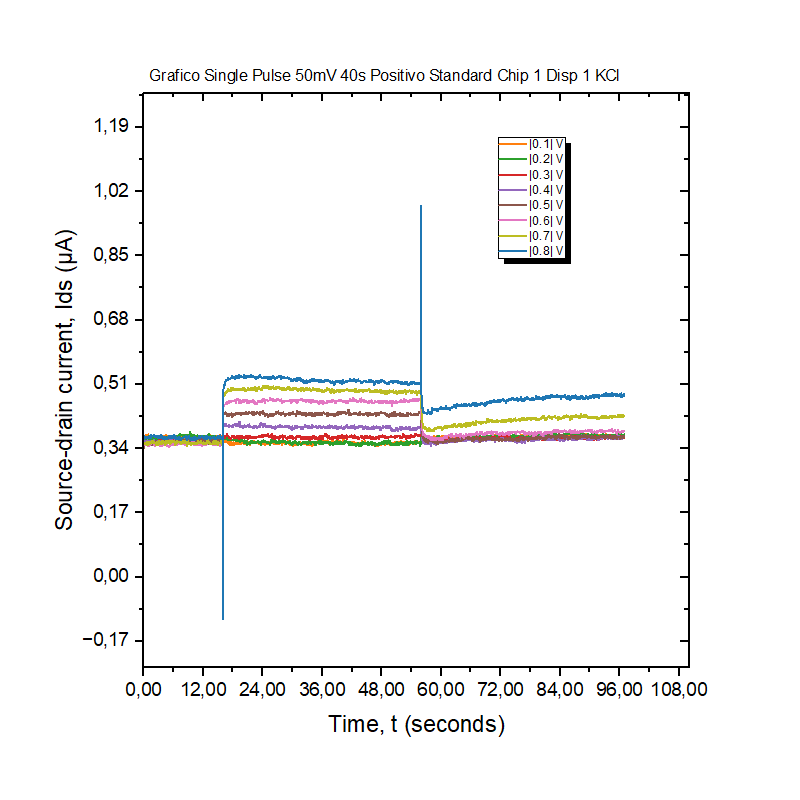 Grafico Single Pulse 50mV 40s Positivo Standard Chip 1 Disp 1 KCl
1,19
1,02
0,85
0,68
0,51
0,34
0,17
0,00
−0,17
Source-drain current, Ids (μA)
|0.1| V
|0.2| V
|0.3| V
|0.4| V
|0.5| V
|0.6| V
|0.7| V
|0.8| V
0,00 12,00 24,00 36,00 48,00 60,00 72,00 84,00 96,00 108,00
Time, t (seconds)